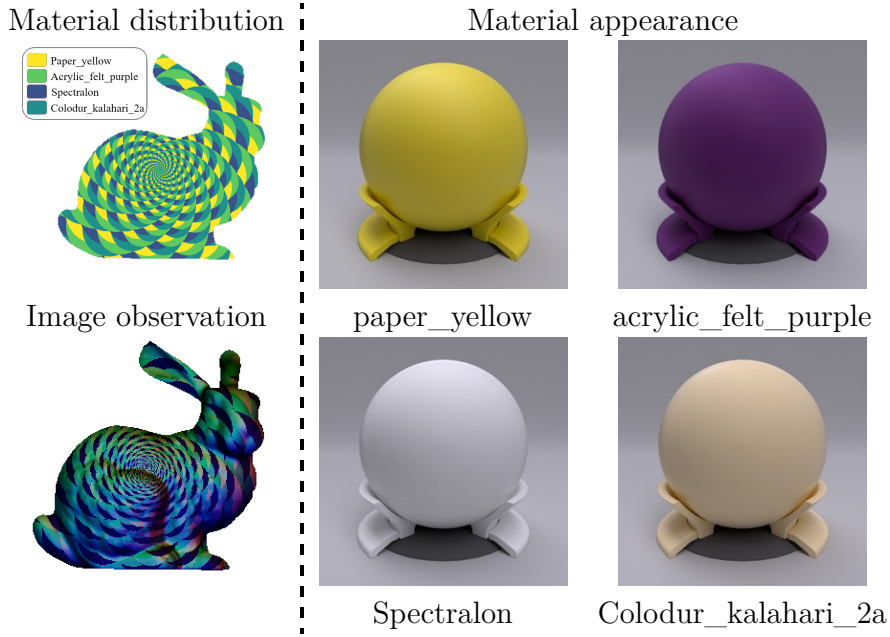 Material distribution
Material appearance
Paper_yellow
Acrylic_felt_purple
Spectralon
Colodur_kalahari_2a
Image observation
paper_yellow
acrylic_felt_purple
Spectralon
Colodur_kalahari_2a